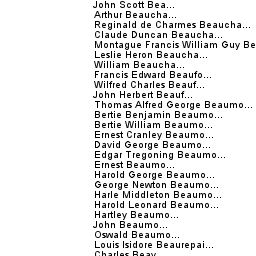 John Scott Bea...
Arthur Beaucha...
Reginald de Charmes Beaucha...
Claude Duncan Beaucha...
Montague Francis William Guy Be
Leslie Heron Beaucha...
William Beaucha...
Francis Edward Beaufo...
Wilfred Charles Beauf...
John Herbert Beauf...
Thomas Alfred George Beaumo...
Bertie Benjamin Beaumo...
Bertie William Beaumo...
Ernest Cranley Beaumo...
David George Beaumo...
Edgar Tregoning Beaumo...
Ernest Beaumo...
Harold George Beaumo...
George Newton Beaumo...
Harle Middleton Beaumo...
Harold Leonard Beaumo...
Hartley Beaumo...
John Beaumo...
Oswald Beaumo...
Louis Isidore Beaurepai...
Charles Beav